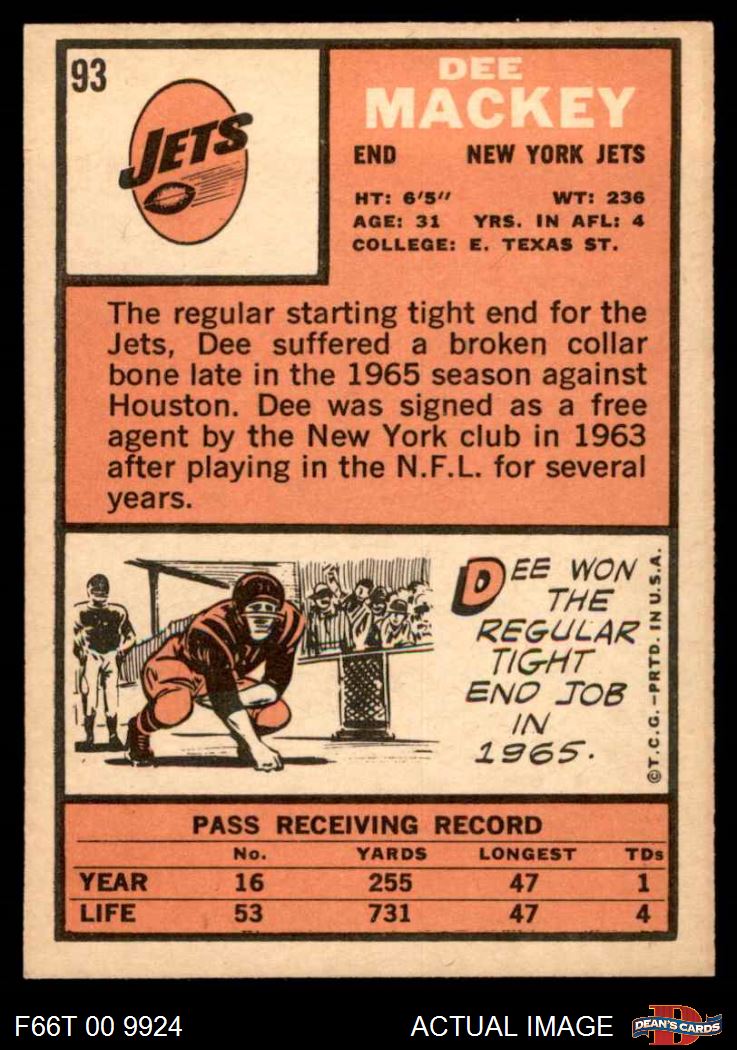 93
JETS
DEE
MACKEY
END NEW YORK JETS
HT: 6'5" WT: 236
AGE: 31 YRS. IN AFL: 4
COLLEGE: E. TEXAS ST.
The regular starting tight end for the
Jets, Dee suffered a broken collar
bone late in the 1965 season against
Houston. Dee was signed as a free
agent by the New York club in 1963
after playing in the N.F.L. for several
years.
DEE WON
THE
REGULAR
TIGHT
END JOB
IN
1965.
©T.C.G.–PRTD. IN U.S.A.
PASS RECEIVING RECORD
No. YARDS LONGEST TDs
YEAR 16 255 47 1
LIFE 53 731 47 4
F66T 00 9924 ACTUAL IMAGE
DEAN'S CARDS